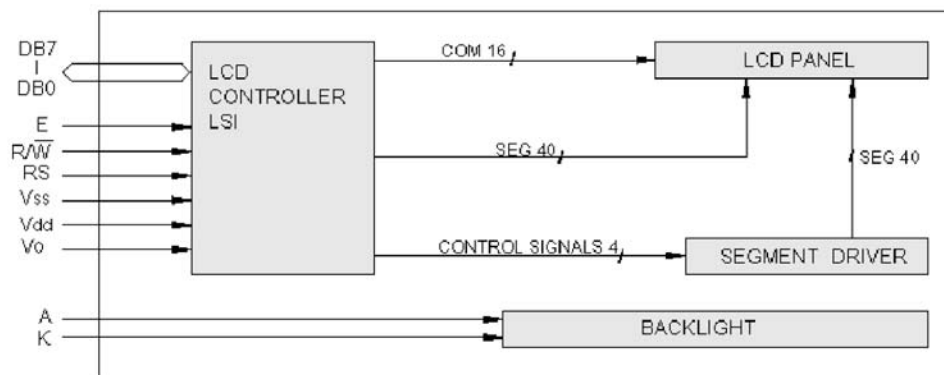 DB7
DB0
E
R/W̅
RS
Vss
Vdd
Vo
A
K
LCD
CONTROLLER
LSI
COM 16
SEG 40
CONTROL SIGNALS 4
LCD PANEL
SEG 40
SEGMENT DRIVER
BACKLIGHT